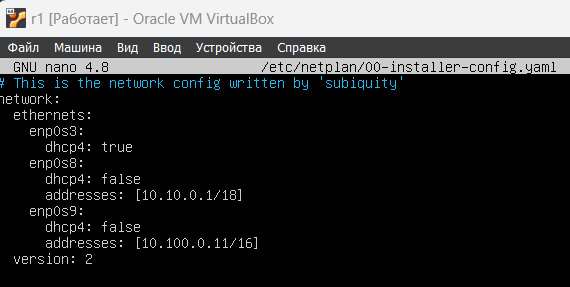 r1 [Работает] - Oracle VM VirtualBox
Файл Машина Вид Ввод Устройства Справка
GNU nano 4.8 /etc/netplan/00-installer-config.yaml
# This is the network config written by 'subiquity'
network:
  ethernets:
    enp0s3:
      dhcp4: true
    enp0s8:
      dhcp4: false
      addresses: [10.10.0.1/18]
    enp0s9:
      dhcp4: false
      addresses: [10.100.0.11/16]
  version: 2